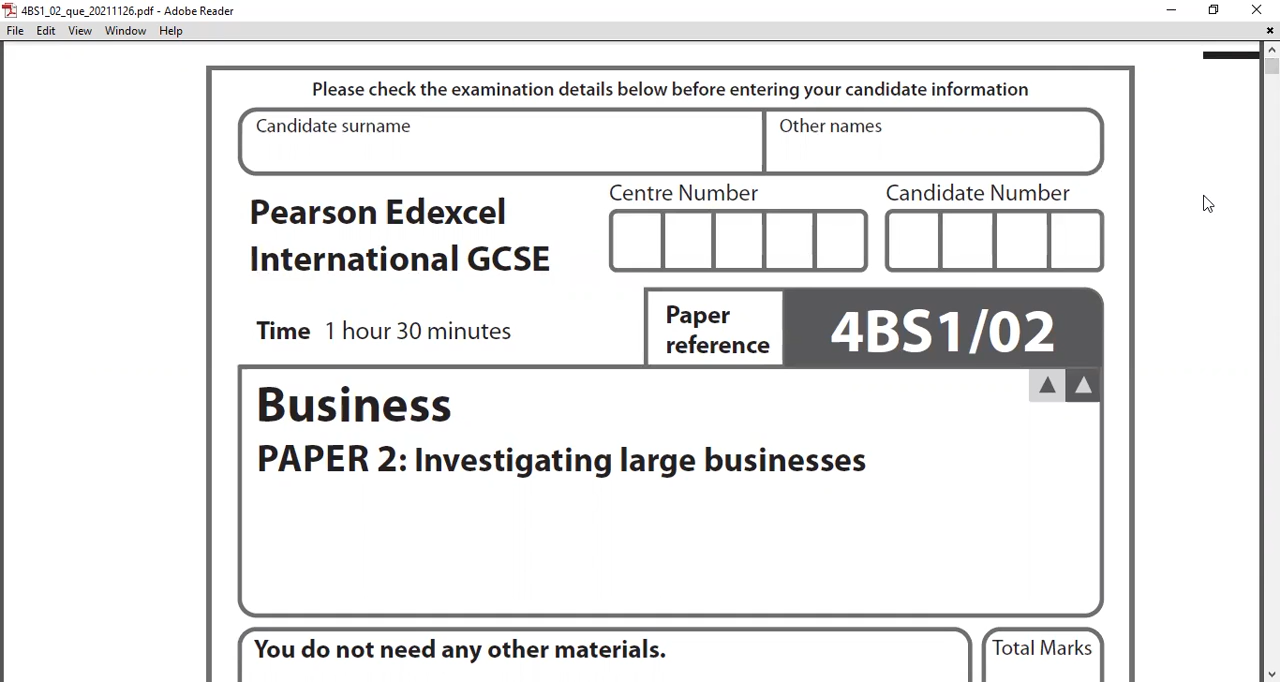 4BS1_02_que_20211126.pdf - Adobe Reader
File Edit View Window Help
Please check the examination details below before entering your candidate information
Candidate surname
Other names
Pearson Edexcel
International GCSE
Centre Number
Candidate Number
Time 1 hour 30 minutes
Paper
reference
4BS1/02
Business
PAPER 2: Investigating large businesses
You do not need any other materials.
Total Marks